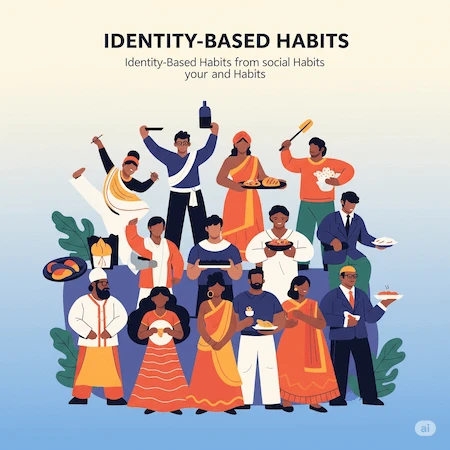 IDENTITY-BASED HABITS
Identity-Based Habits from social Habits
your and Habits
ai